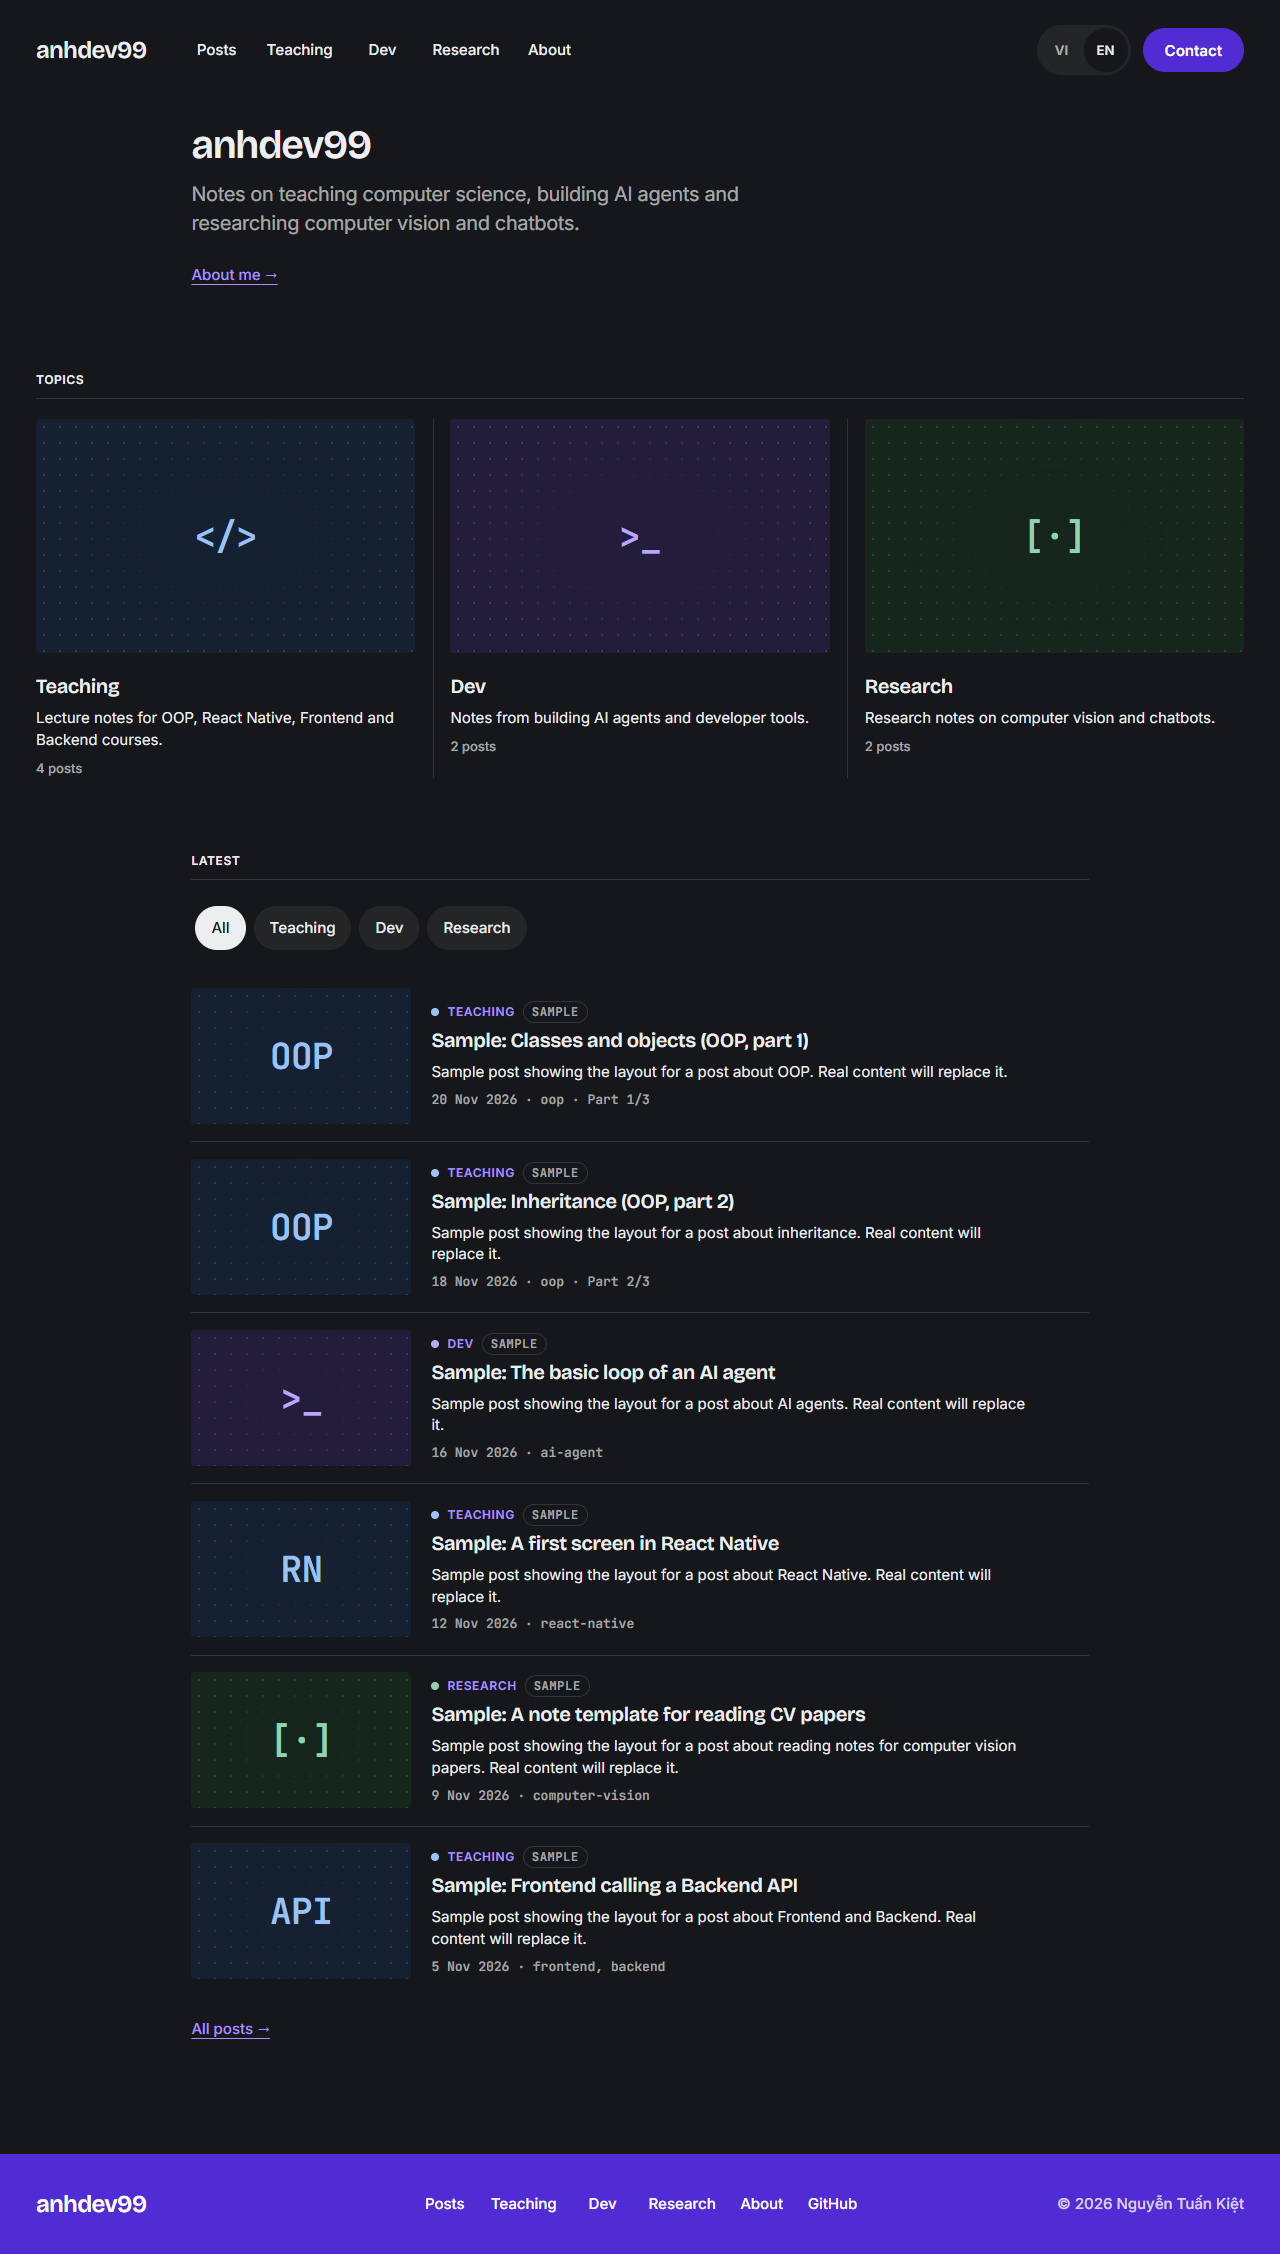 anhdev99
Posts Teaching Dev Research About
VI EN Contact
anhdev99
Notes on teaching computer science, building AI agents and
researching computer vision and chatbots.
About me →
TOPICS
</>
>_
[·]
Teaching
Lecture notes for OOP, React Native, Frontend and
Backend courses.
4 posts
Dev
Notes from building AI agents and developer tools.
2 posts
Research
Research notes on computer vision and chatbots.
2 posts
LATEST
All Teaching Dev Research
OOP
TEACHING SAMPLE
Sample: Classes and objects (OOP, part 1)
Sample post showing the layout for a post about OOP. Real content will replace it.
20 Nov 2026 · oop · Part 1/3
OOP
TEACHING SAMPLE
Sample: Inheritance (OOP, part 2)
Sample post showing the layout for a post about inheritance. Real content will
replace it.
18 Nov 2026 · oop · Part 2/3
>_
DEV SAMPLE
Sample: The basic loop of an AI agent
Sample post showing the layout for a post about AI agents. Real content will replace
it.
16 Nov 2026 · ai-agent
RN
TEACHING SAMPLE
Sample: A first screen in React Native
Sample post showing the layout for a post about React Native. Real content will
replace it.
12 Nov 2026 · react-native
[·]
RESEARCH SAMPLE
Sample: A note template for reading CV papers
Sample post showing the layout for a post about reading notes for computer vision
papers. Real content will replace it.
9 Nov 2026 · computer-vision
API
TEACHING SAMPLE
Sample: Frontend calling a Backend API
Sample post showing the layout for a post about Frontend and Backend. Real
content will replace it.
5 Nov 2026 · frontend, backend
All posts →
anhdev99
Posts Teaching Dev Research About GitHub
© 2026 Nguyễn Tuấn Kiệt